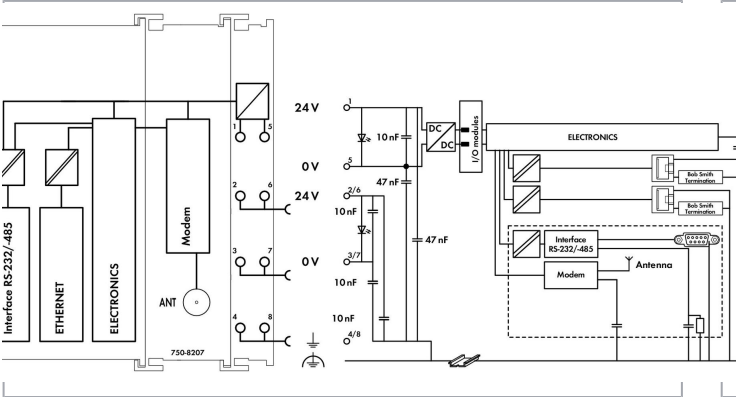 Interface RS-232/-485
ETHERNET
ELECTRONICS
Modem
ANT
750-8207
1
5
2
6
3
7
4
8
24 V
0 V
24 V
0 V
1
5
2/6
3/7
4/8
10 nF
47 nF
10 nF
47 nF
10 nF
10 nF
DC
DC
I/O modules
ELECTRONICS
Bob Smith
Termination
Bob Smith
Termination
Interface
RS-232/-485
Modem
Antenna